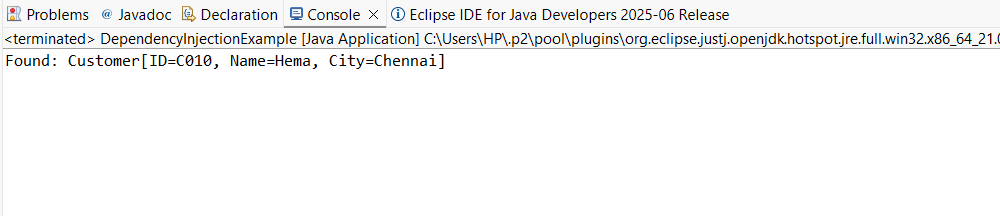 Problems @ Javadoc Declaration Console Eclipse IDE for Java Developers 2025-06 Release
<terminated> DependencyInjectionExample [Java Application] C:\Users\HP\.p2\pool\plugins\org.eclipse.justj.openjdk.hotspot.jre.full.win32.x86_64_21.0
Found: Customer[ID=C010, Name=Hema, City=Chennai]